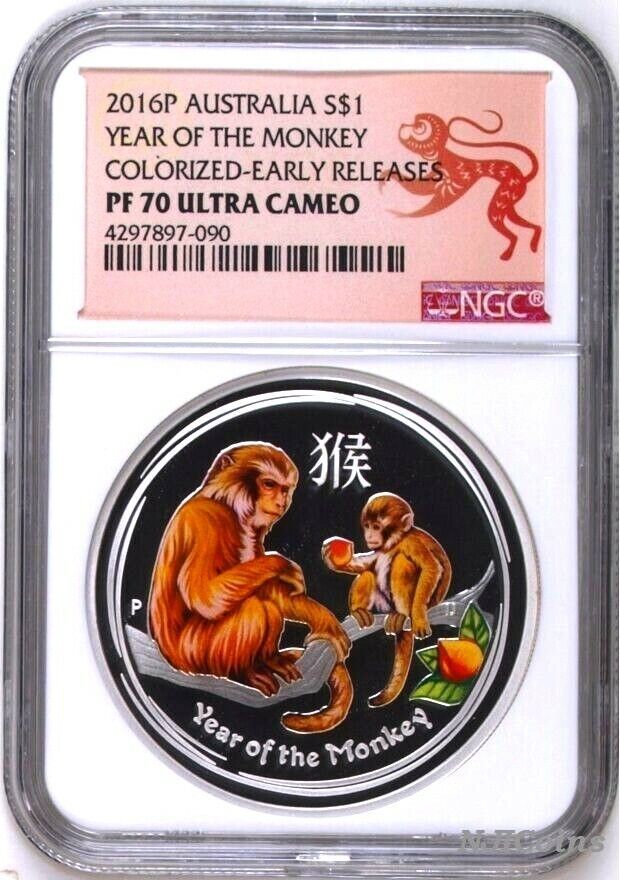 2016P AUSTRALIA S$1
YEAR OF THE MONKEY
COLORIZED-EARLY RELEASES
PF 70 ULTRA CAMEO
4297897-090
NGC®
猴
P
Year of the Monkey